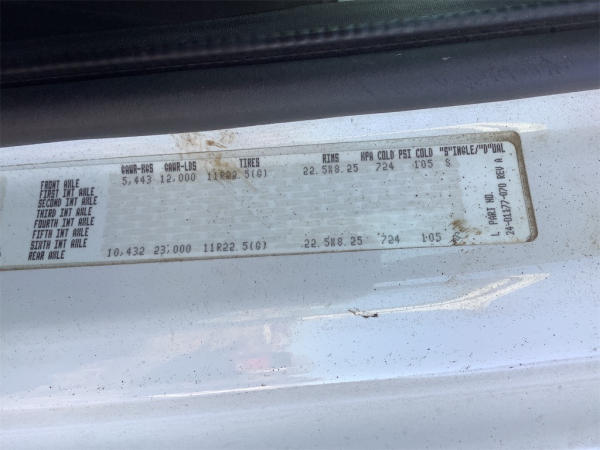 GAWR-KGS GAWR-LBS TIRES RIMS KPA COLD PSI COLD "S"INGLE/"D"UAL
FRONT AXLE 5,443 12,000 11R22.5(G) 22.5X8.25 724 105 S
FIRST INT AXLE
SECOND INT AXLE
THIRD INT AXLE
FOURTH INT AXLE
FIFTH INT AXLE
SIXTH INT AXLE
REAR AXLE 10,432 23,000 11R22.5(G) 22.5X8.25 724 105
L PART NO.
24-01177-070 REV A